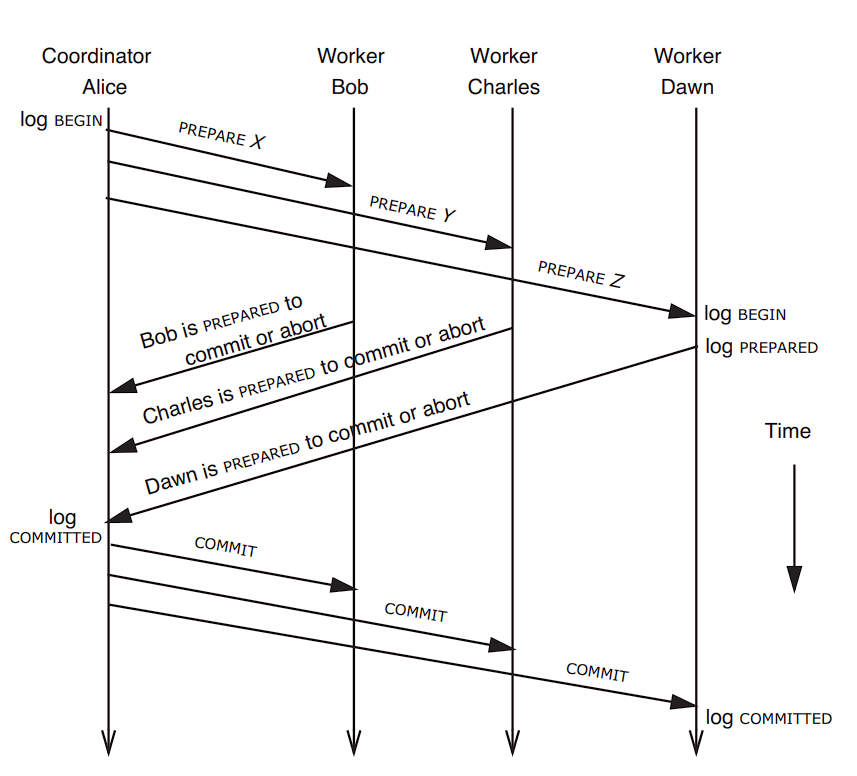 Coordinator
Alice
Worker
Bob
Worker
Charles
Worker
Dawn
log BEGIN
PREPARE X
PREPARE Y
PREPARE Z
log BEGIN
Bob is PREPARED to
commit or abort
log PREPARED
Charles is PREPARED to commit or abort
Dawn is PREPARED to commit or abort
Time
log
COMMITTED
COMMIT
COMMIT
COMMIT
log COMMITTED